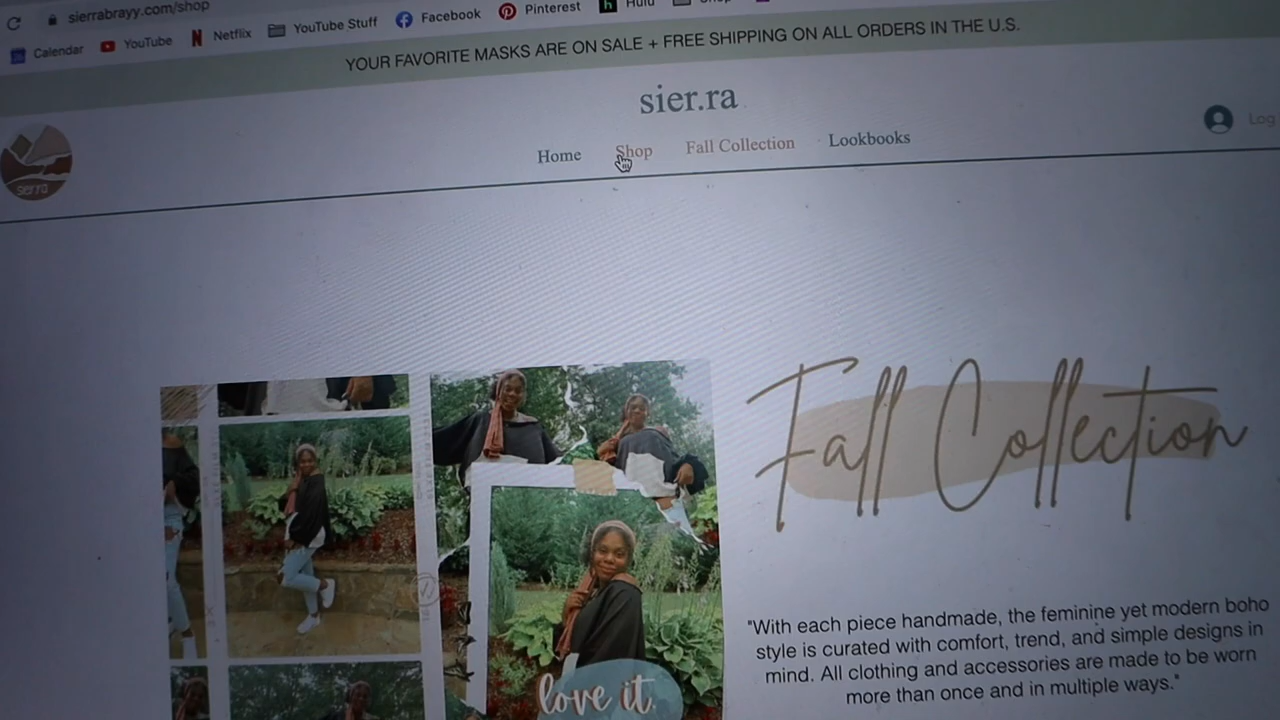 sierrabrayy.com/shop
Calendar YouTube Netflix YouTube Stuff Facebook Pinterest Hulu
YOUR FAVORITE MASKS ARE ON SALE + FREE SHIPPING ON ALL ORDERS IN THE U.S.
sier.ra
Home Shop Fall Collection Lookbooks
Log
serra
Fall Collection
"With each piece handmade, the feminine yet modern boho
style is curated with comfort, trend, and simple designs in
mind. All clothing and accessories are made to be worn
more than once and in multiple ways."
love it.